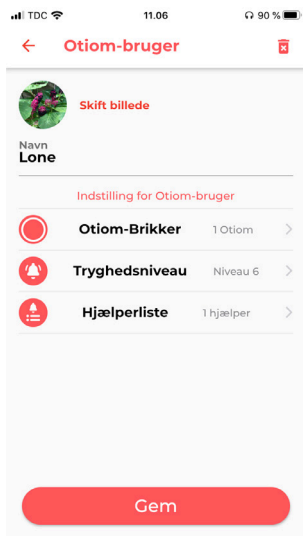 TDC 11.06 90 %
Otiom-bruger
Skift billede
Navn
Lone
Indstilling for Otiom-bruger
Otiom-Brikker 1 Otiom
Tryghedsniveau Niveau 6
Hjælperliste 1 hjælper
Gem